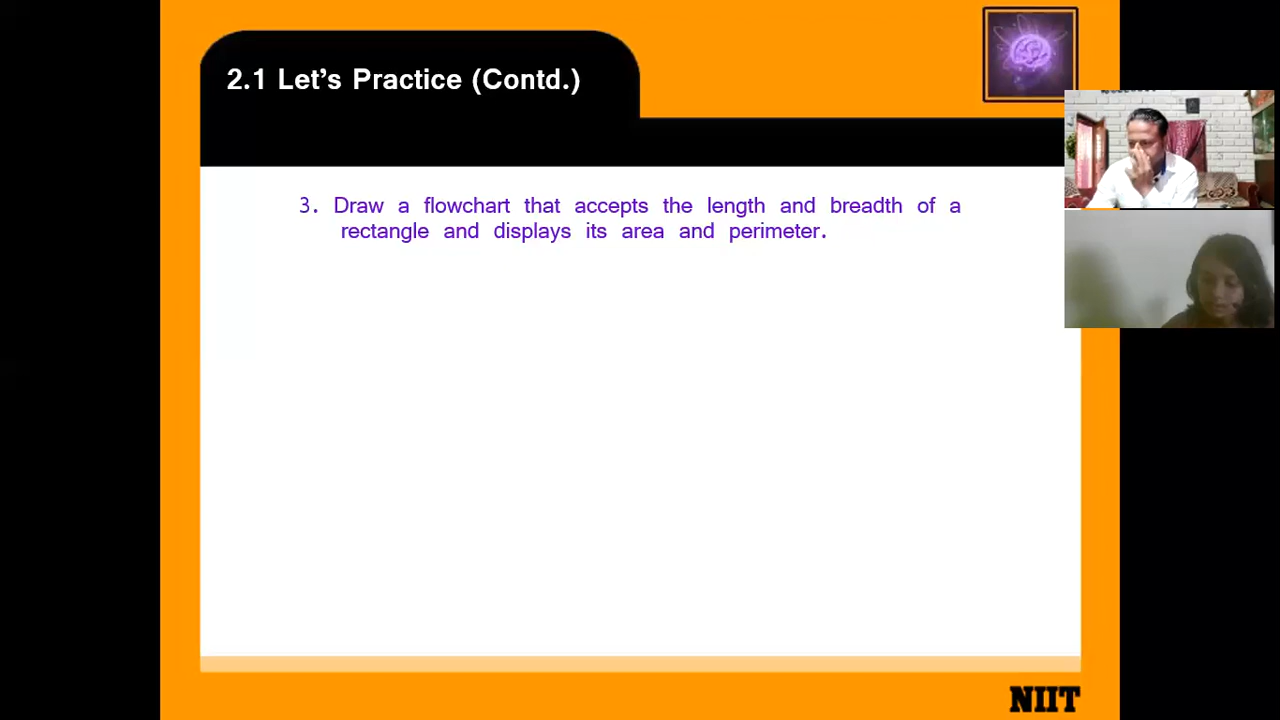 2.1 Let's Practice (Contd.)
3. Draw a flowchart that accepts the length and breadth of a
rectangle and displays its area and perimeter.
NIIT